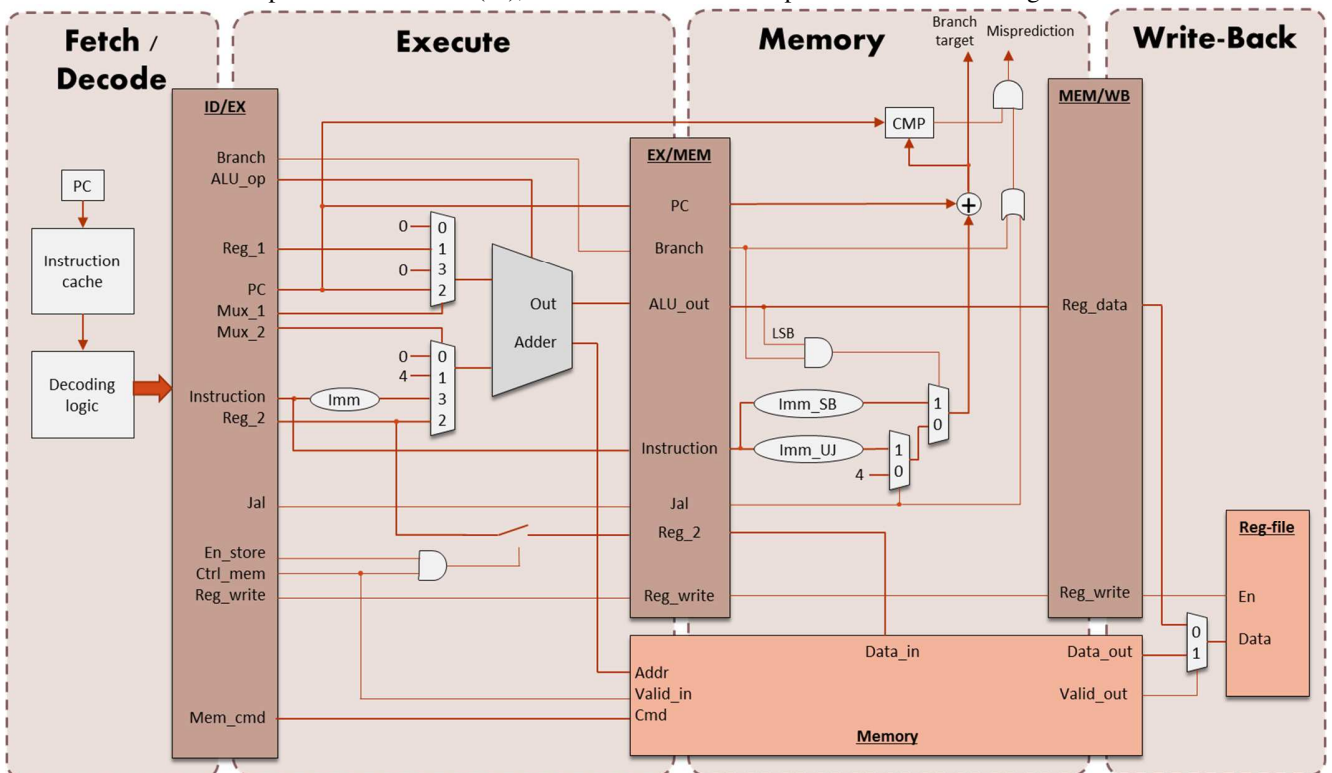 Fetch /
Decode
Execute
Memory
Write-Back
Branch
target
Misprediction
ID/EX
EX/MEM
MEM/WB
CMP
PC
Instruction
cache
Decoding
logic
Branch
ALU_op
Reg_1
PC
Mux_1
Mux_2
Instruction
Reg_2
Jal
En_store
Ctrl_mem
Reg_write
Mem_cmd
0
0
0
1
3
2
0
4
0
1
3
2
Imm
Out
Adder
PC
Branch
ALU_out
Instruction
Jal
Reg_2
Reg_write
+
LSB
Imm_SB
Imm_UJ
4
1
0
1
0
Reg_data
Reg_write
Addr
Valid_in
Cmd
Data_in
Data_out
Valid_out
Memory
0
1
Reg-file
En
Data